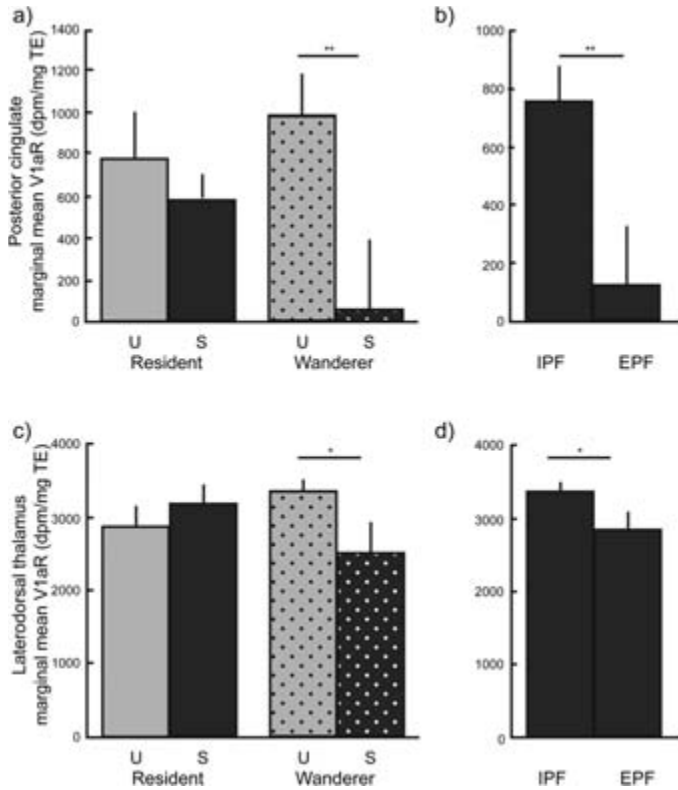 a)
Posterior cingulate
marginal mean V1aR (dpm/mg TE)
1400
1200
1000
800
600
400
200
0
**
U
S
U
S
Resident
Wanderer
b)
1000
800
600
400
200
0
**
IPF
EPF
c)
Laterodorsal thalamus
marginal mean V1aR (dpm/mg TE)
4000
3000
2000
1000
0
*
U
S
U
S
Resident
Wanderer
d)
4000
3000
2000
1000
0
*
IPF
EPF